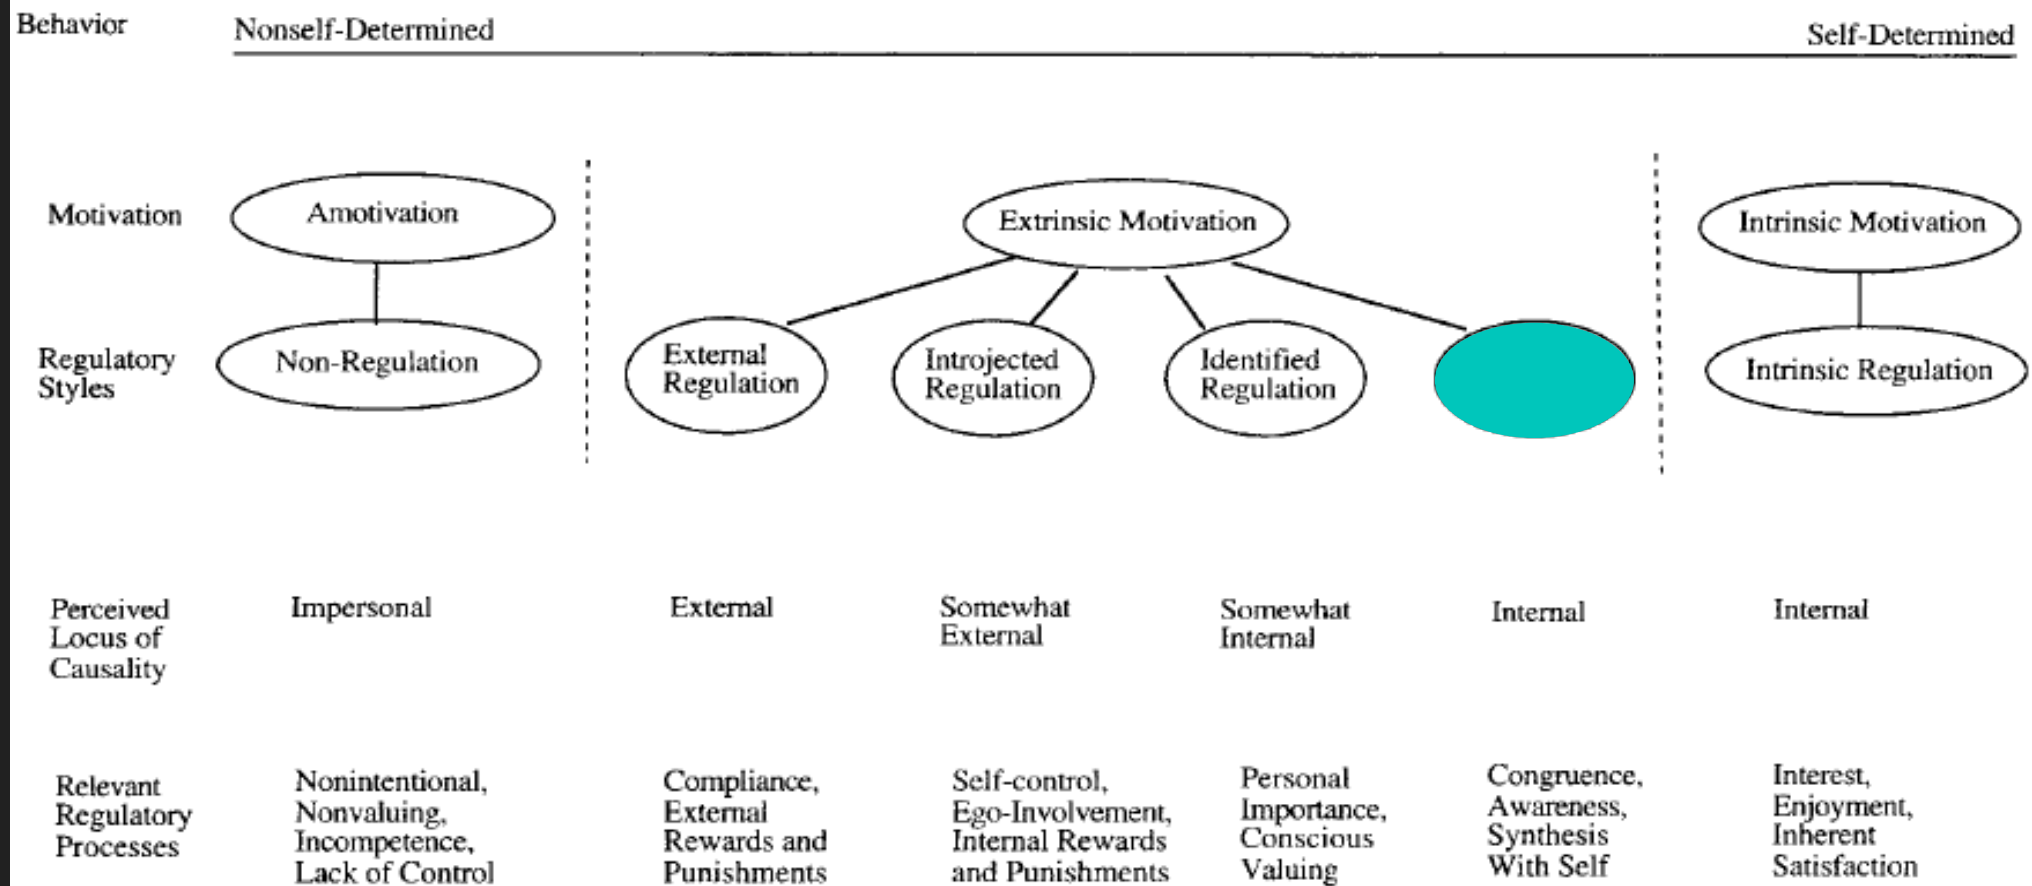 Behavior
Nonself-Determined
Self-Determined
Motivation
Amotivation
Extrinsic Motivation
Intrinsic Motivation
Regulatory
Styles
Non-Regulation
External
Regulation
Introjected
Regulation
Identified
Regulation
Intrinsic Regulation
Perceived
Locus of
Causality
Impersonal
External
Somewhat
External
Somewhat
Internal
Internal
Internal
Relevant
Regulatory
Processes
Nonintentional,
Nonvaluing,
Incompetence,
Lack of Control
Compliance,
External
Rewards and
Punishments
Self-control,
Ego-Involvement,
Internal Rewards
and Punishments
Personal
Importance,
Conscious
Valuing
Congruence,
Awareness,
Synthesis
With Self
Interest,
Enjoyment,
Inherent
Satisfaction